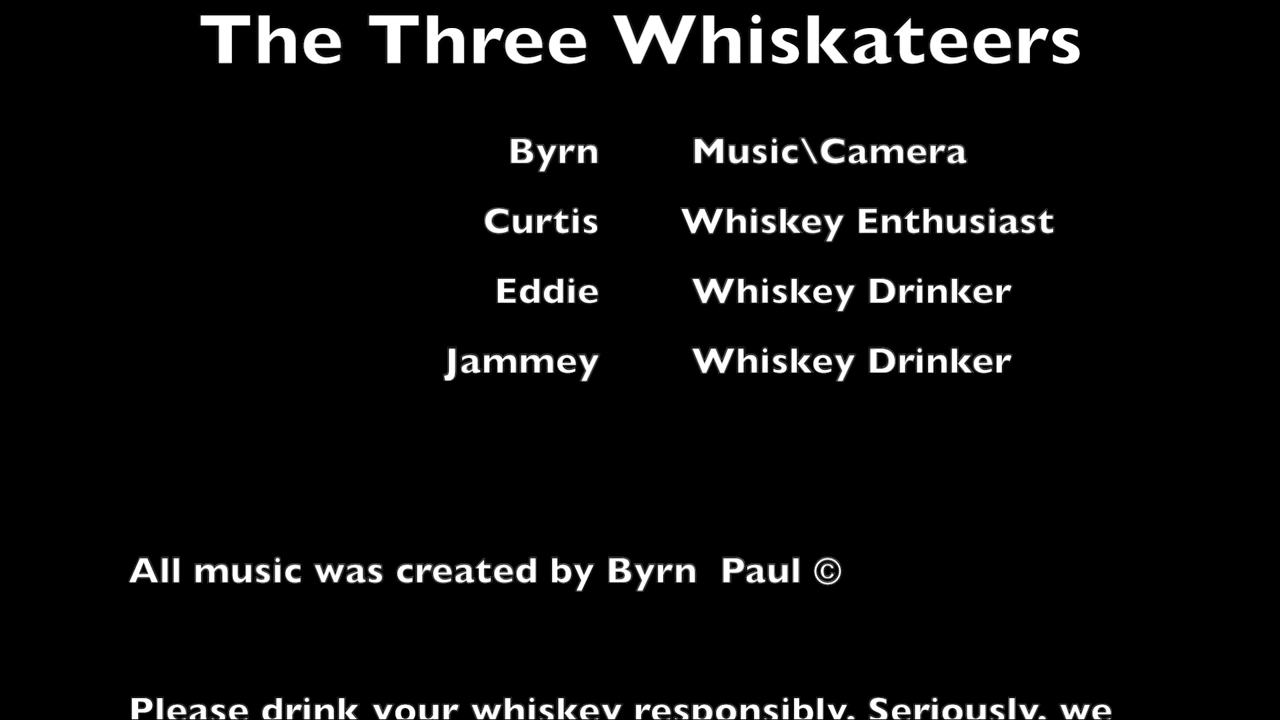 The Three Whiskateers
Byrn Music\Camera
Curtis Whiskey Enthusiast
Eddie Whiskey Drinker
Jammey Whiskey Drinker
All music was created by Byrn  Paul ©
Please drink your whiskey responsibly. Seriously, we